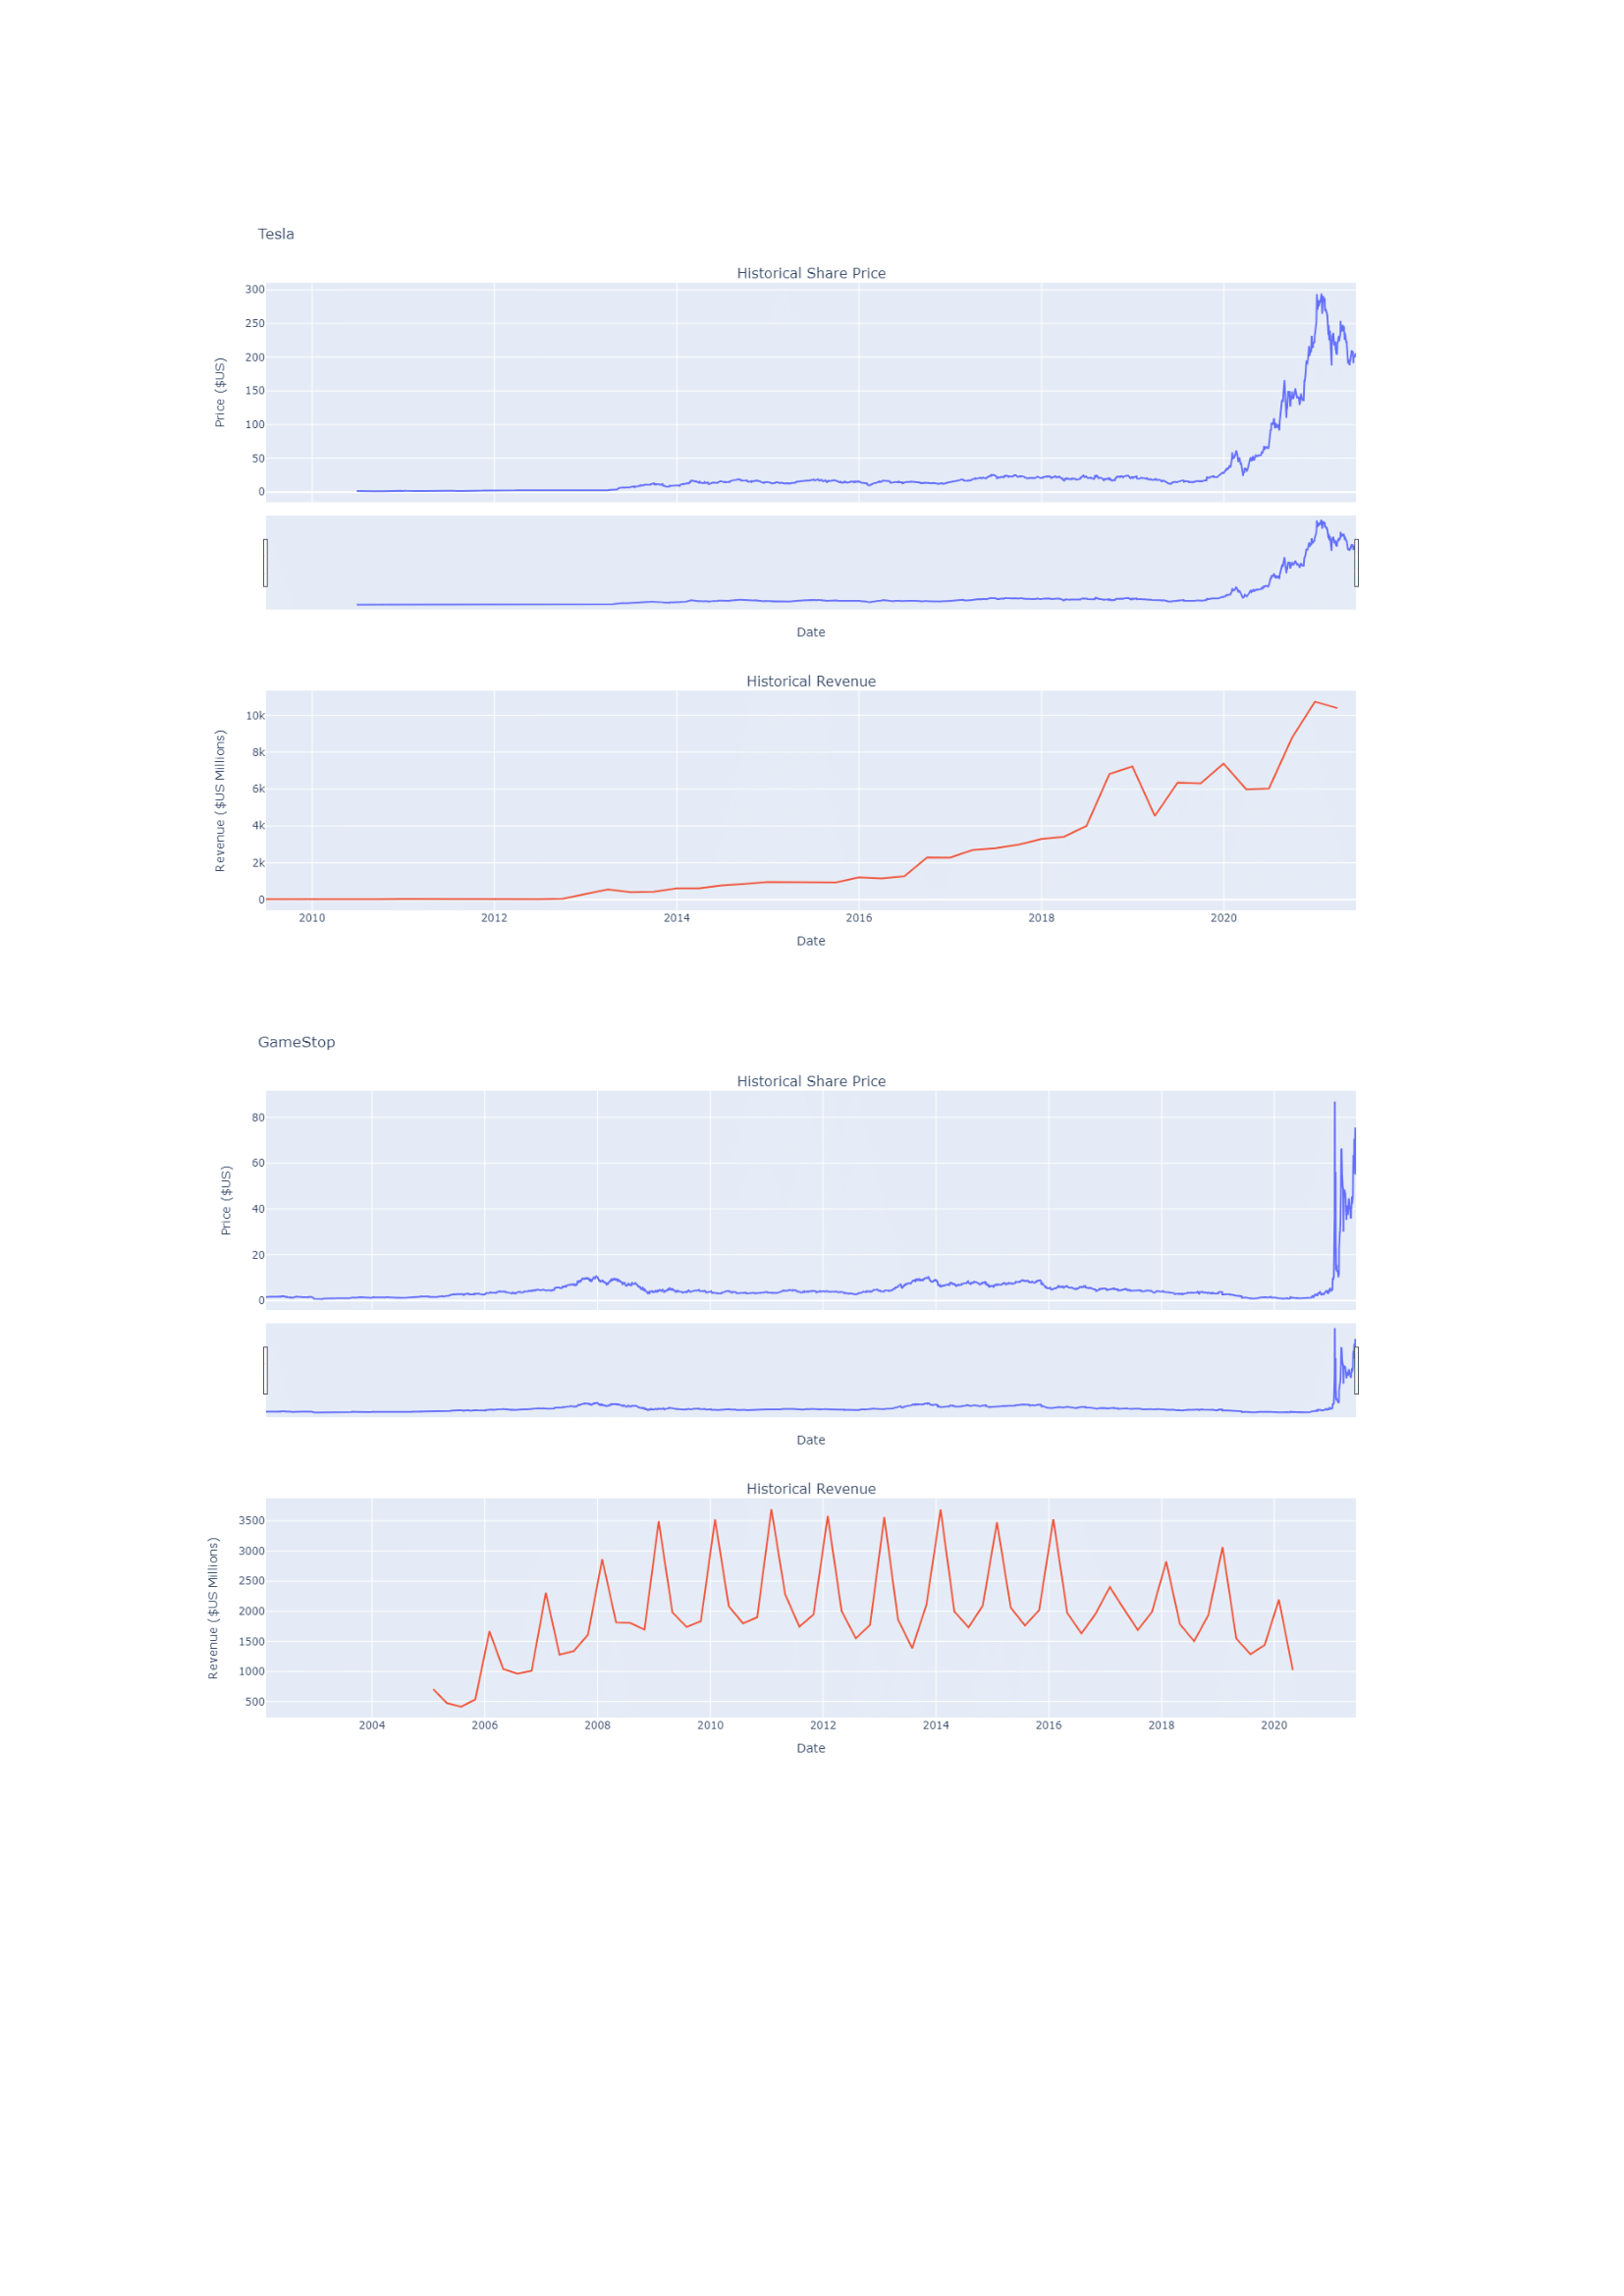 Tesla
Historical Share Price
300
250
200
150
100
50
0
Price ($US)
Date
Historical Revenue
10k
8k
6k
4k
2k
0
Revenue ($US Millions)
2010 2012 2014 2016 2018 2020
Date
GameStop
Historical Share Price
80
60
40
20
0
Price ($US)
Date
Historical Revenue
3500
3000
2500
2000
1500
1000
500
Revenue ($US Millions)
2004 2006 2008 2010 2012 2014 2016 2018 2020
Date